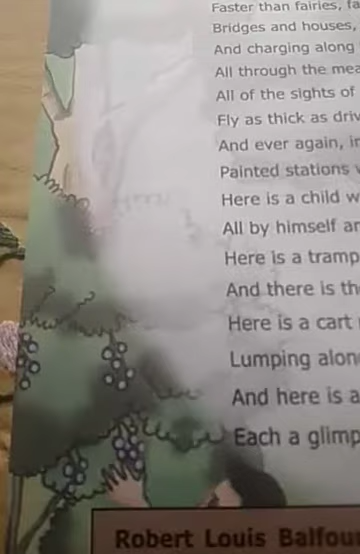 Faster than fairies, fa
Bridges and houses,
And charging along
All through the mea
All of the sights of
Fly as thick as driv
And ever again, in
Painted stations w
Here is a child w
All by himself an
Here is a tramp
And there is th
Here is a cart
Lumping along
And here is a
Each a glimp
Robert Louis Balfou